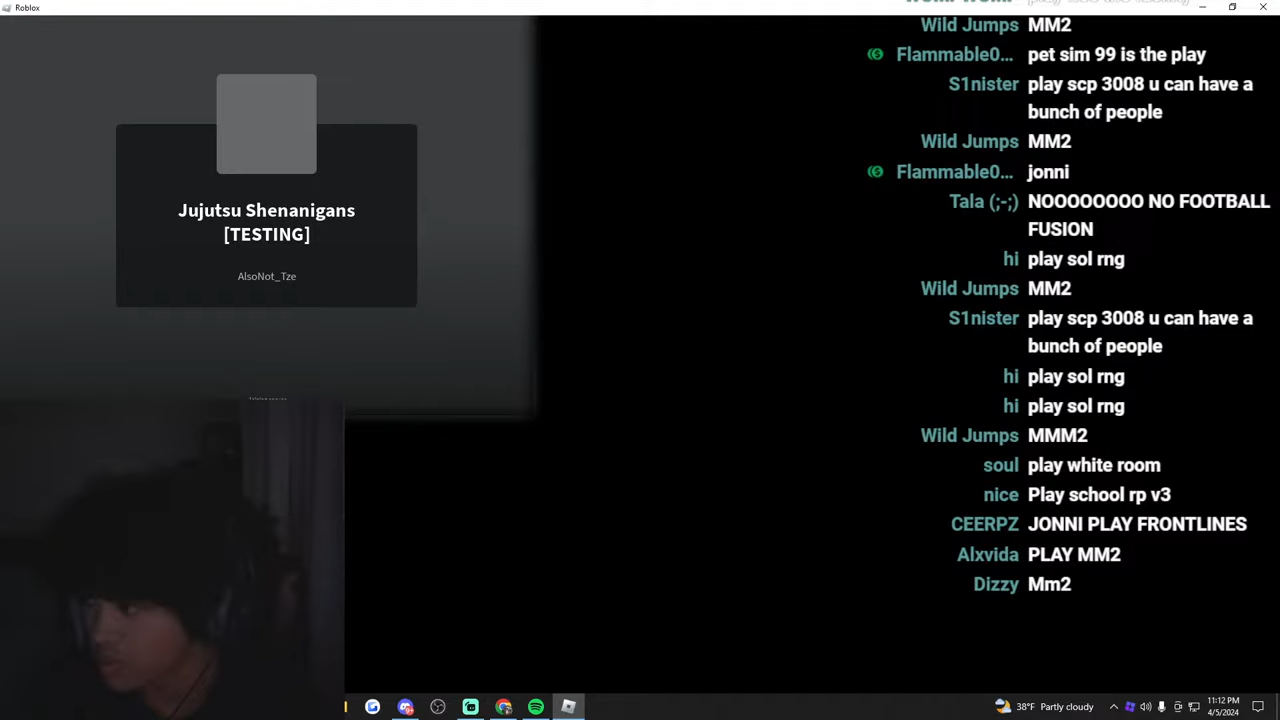 Roblox
Jujutsu Shenanigans
[TESTING]
AlsoNot_Tze
Wild Jumps MM2
Flammable0... pet sim 99 is the play
S1nister play scp 3008 u can have a
bunch of people
Wild Jumps MM2
Flammable0... jonni
Tala (;-;) NOOOOOOOO NO FOOTBALL
FUSION
hi play sol rng
Wild Jumps MM2
S1nister play scp 3008 u can have a
bunch of people
hi play sol rng
hi play sol rng
Wild Jumps MMM2
soul play white room
nice Play school rp v3
CEERPZ JONNI PLAY FRONTLINES
Alxvida PLAY MM2
Dizzy Mm2
38°F Partly cloudy
11:12 PM
4/5/2024